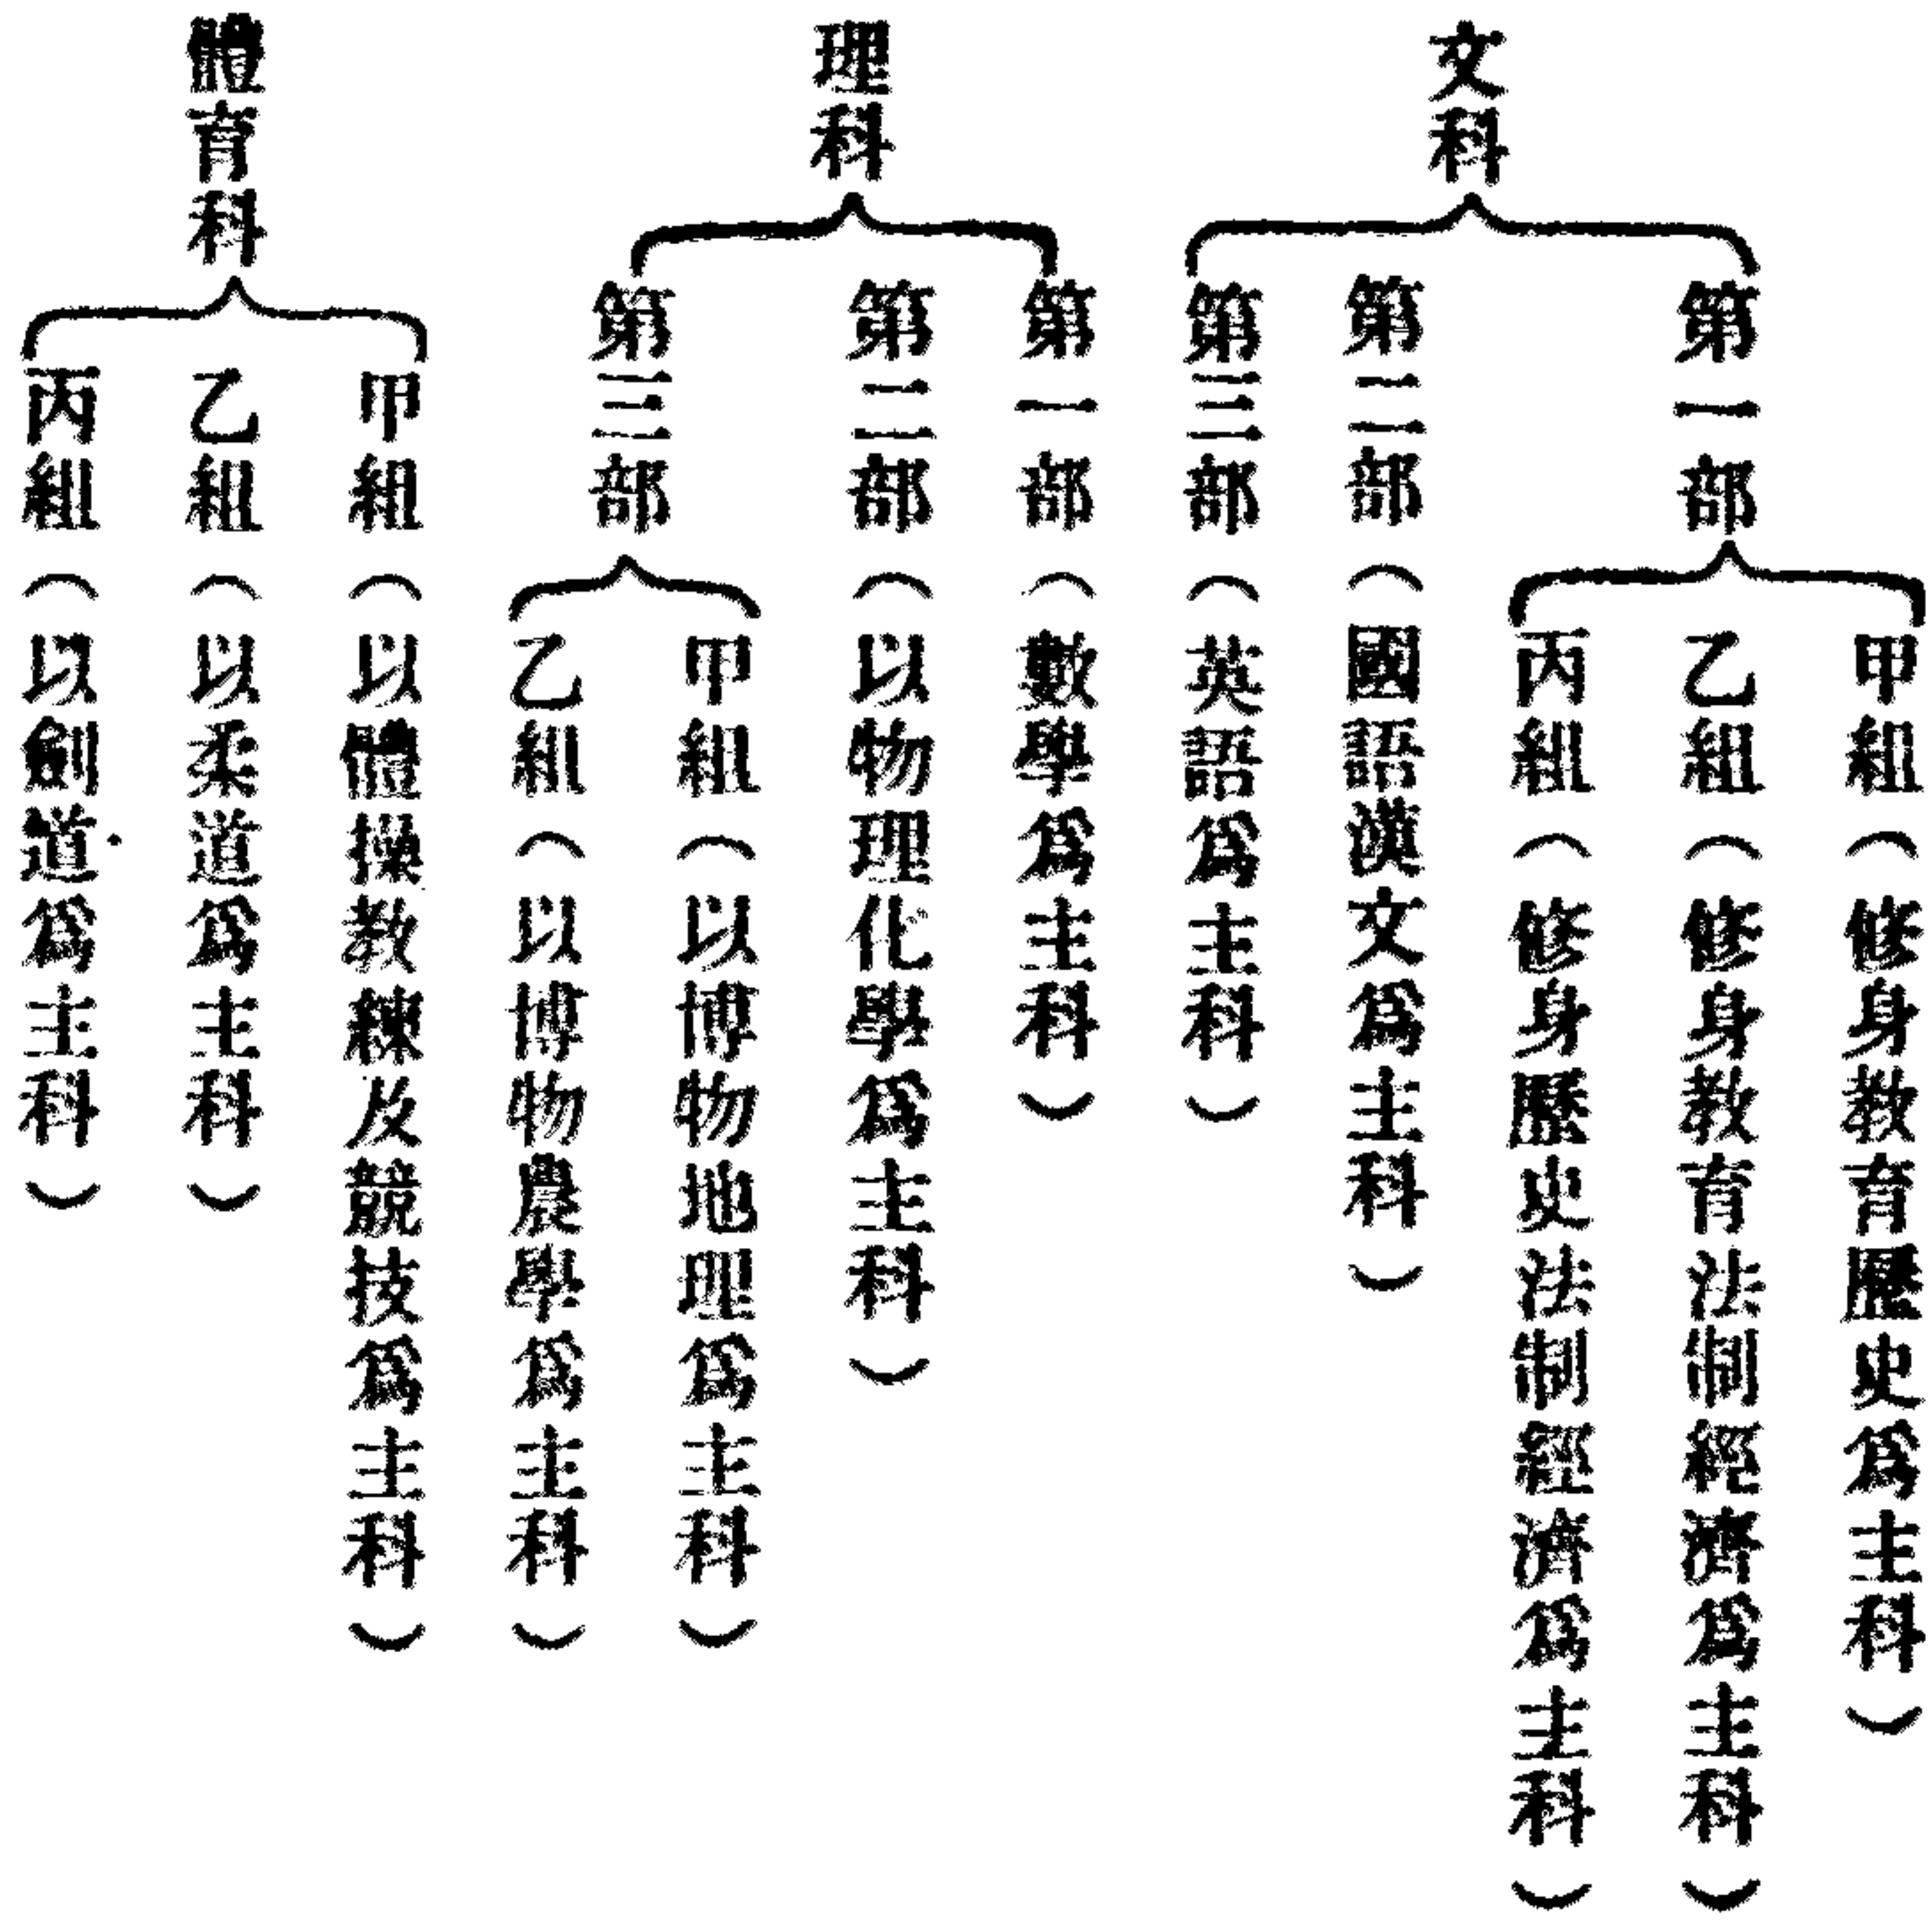 文科
第一部
甲組（修身教育歷史爲主科）
乙組（修身教育法制經濟爲主科）
丙組（修身歷史法制經濟爲主科）
第二部（國語漢文爲主科）
第三部（英語爲主科）
理科
第一部（數學爲主科）
第二部（以物理化學爲主科）
第三部
甲組（以博物地理爲主科）
乙組（以博物農學爲主科）
體育科
甲組（以體操教練及競技爲主科）
乙組（以柔道爲主科）
丙組（以劍道爲主科）